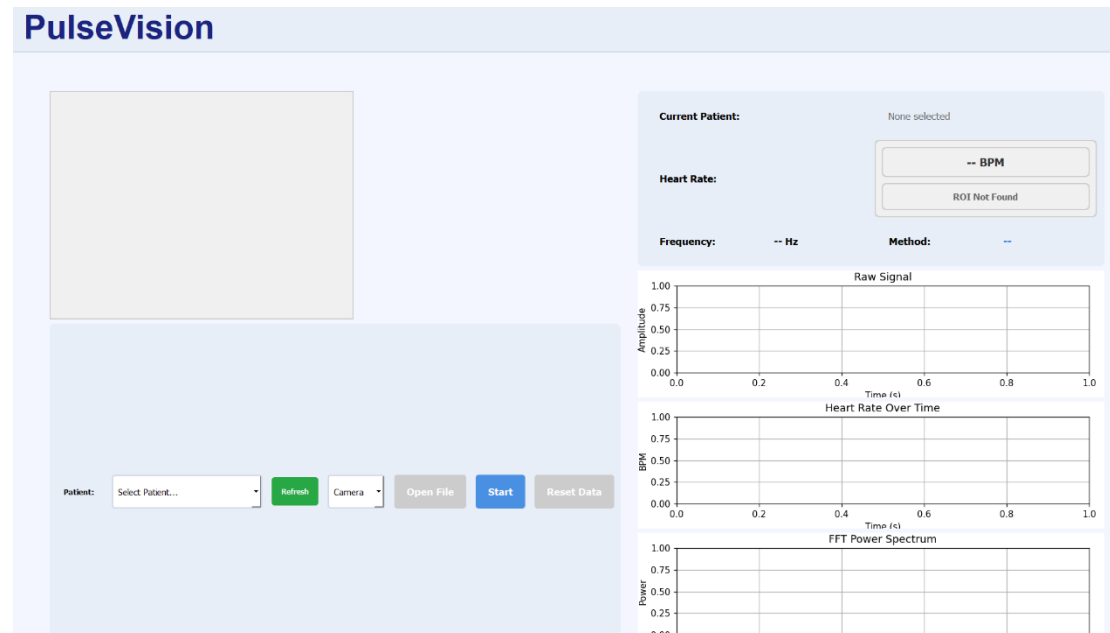 PulseVision
Current Patient: None selected
Heart Rate: -- BPM
ROI Not Found
Frequency: -- Hz Method: --
Patient: Select Patient... Refresh Camera Open File Start Reset Data
Raw Signal
Amplitude
1.00
0.75
0.50
0.25
0.00
0.0 0.2 0.4 0.6 0.8 1.0
Time (s)
Heart Rate Over Time
BPM
1.00
0.75
0.50
0.25
0.00
0.0 0.2 0.4 0.6 0.8 1.0
Time (s)
FFT Power Spectrum
Power
1.00
0.75
0.50
0.25
0.00